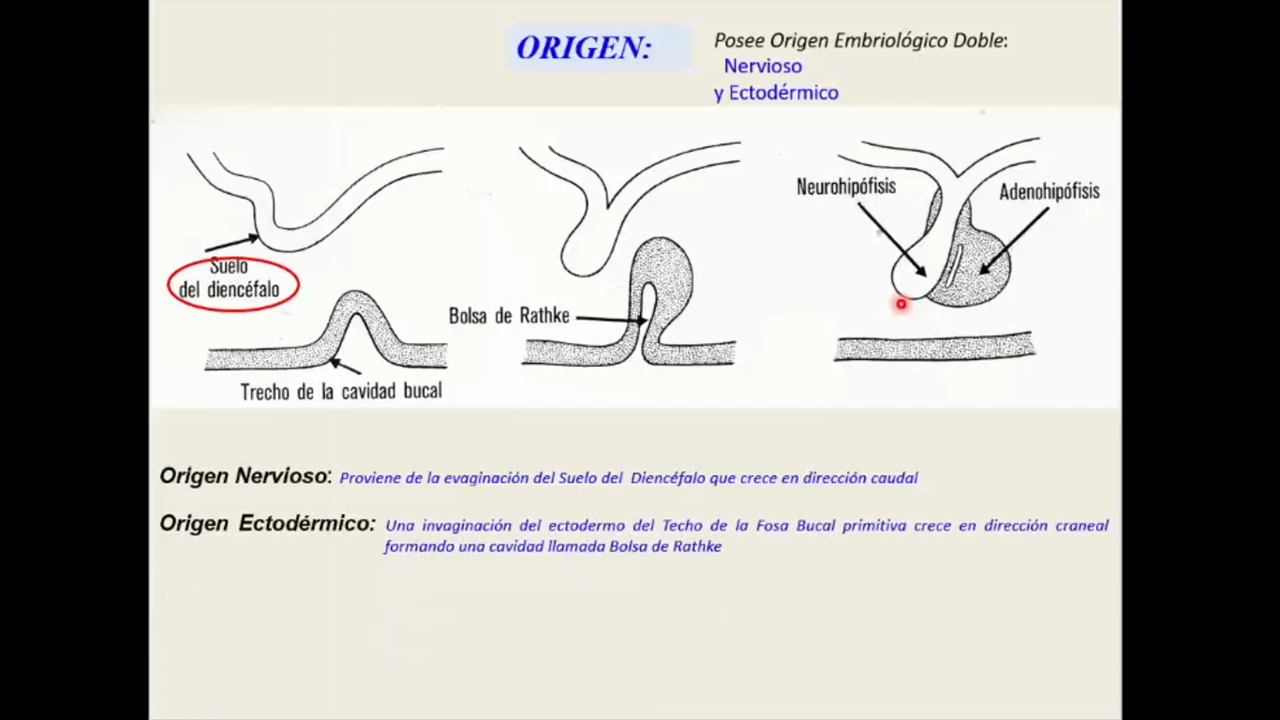 ORIGEN:
Posee Origen Embriológico Doble:
Nervioso
y Ectodérmico
Suelo
del diencéfalo
Trecho de la cavidad bucal
Bolsa de Rathke
Neurohipófisis
Adenohipófisis
Origen Nervioso: Proviene de la evaginación del Suelo del Diencéfalo que crece en dirección caudal
Origen Ectodérmico: Una invaginación del ectodermo del Techo de la Fosa Bucal primitiva crece en dirección craneal
formando una cavidad llamada Bolsa de Rathke